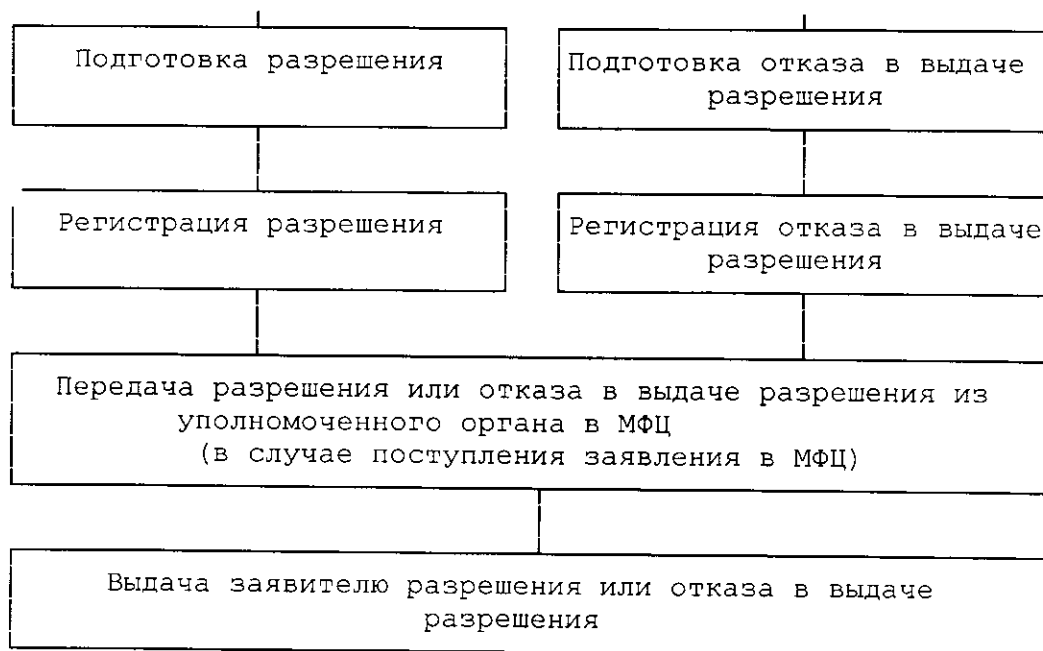 Подготовка разрешения
Подготовка отказа в выдаче
разрешения
Регистрация разрешения
Регистрация отказа в выдаче
разрешения
Передача разрешения или отказа в выдаче разрешения из
уполномоченного органа в МФЦ
(в случае поступления заявления в МФЦ)
Выдача заявителю разрешения или отказа в выдаче
разрешения